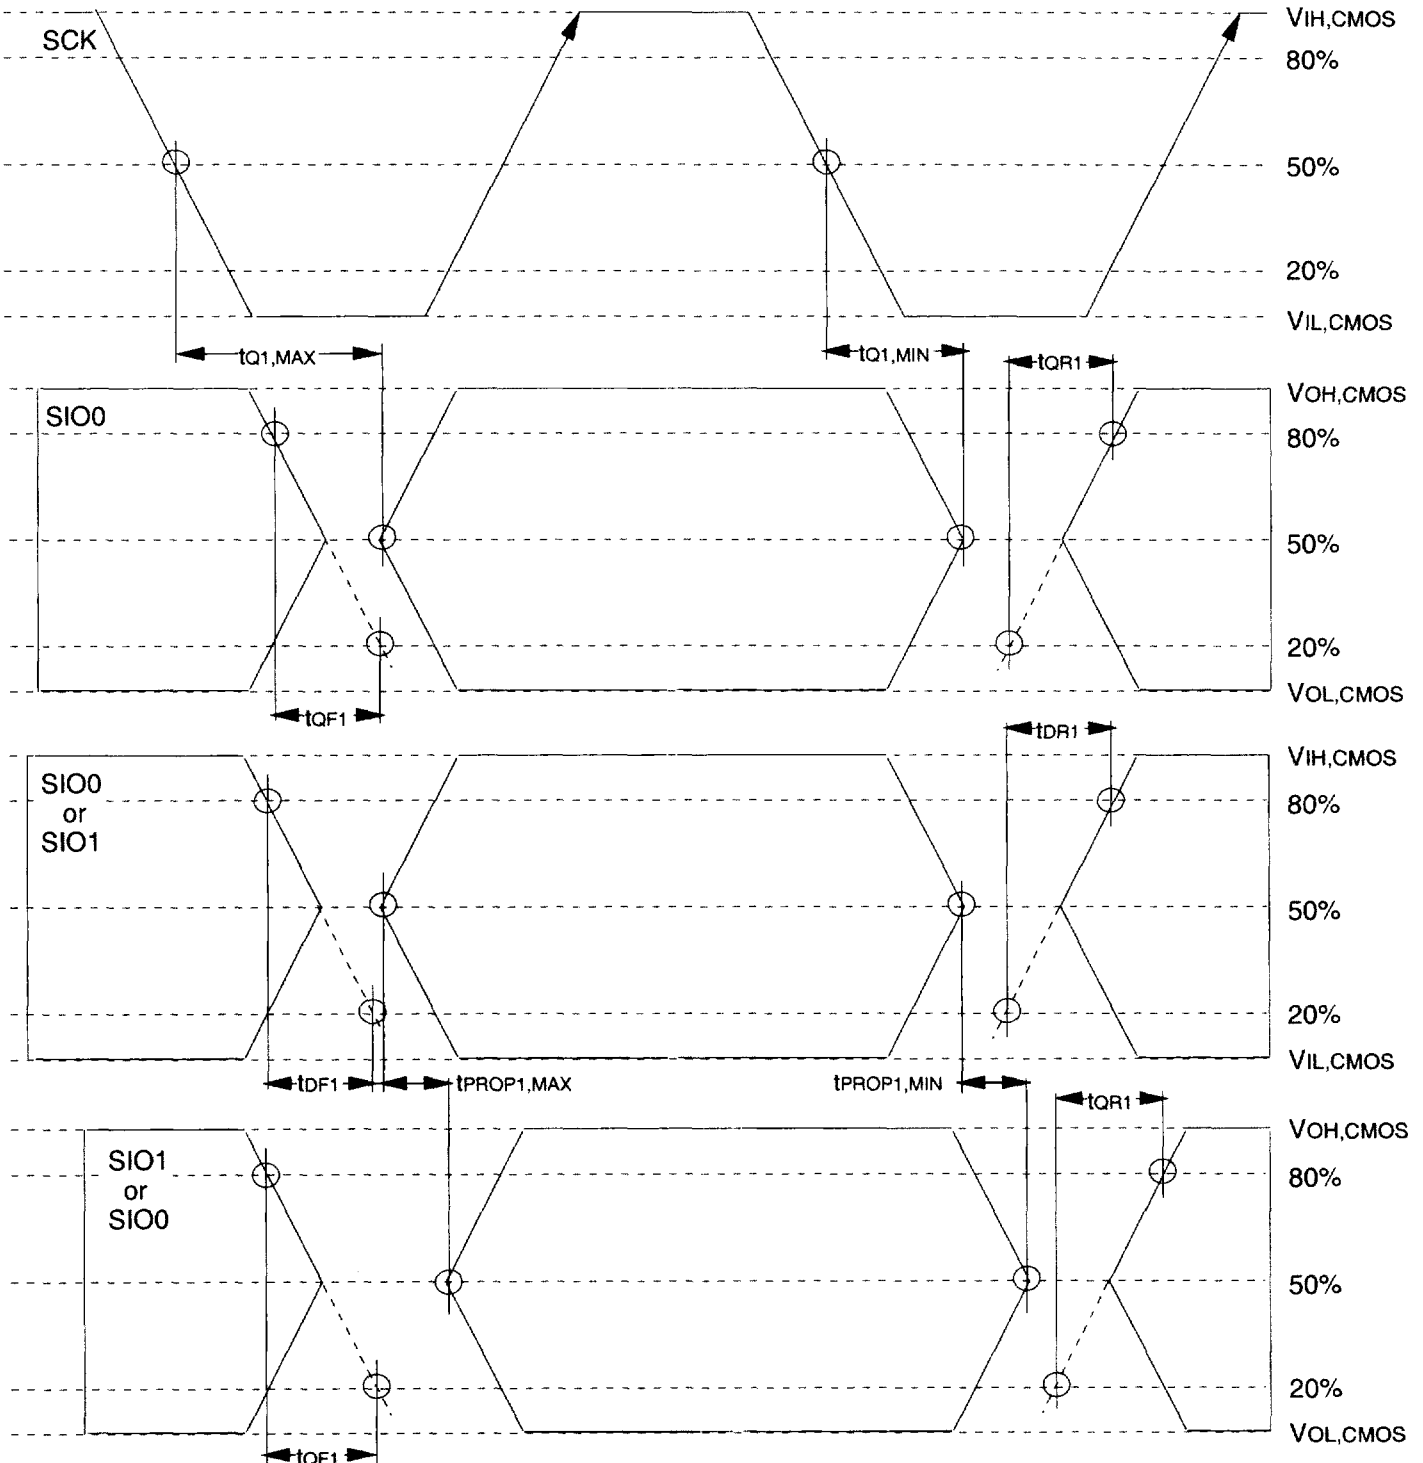 SCK
VIH,CMOS
80%
50%
20%
VIL,CMOS
tQ1,MAX
tQ1,MIN
tQR1
SIO0
VOH,CMOS
80%
50%
20%
VOL,CMOS
tQF1
tDR1
SIO0
or
SIO1
VIH,CMOS
80%
50%
20%
VIL,CMOS
tDF1
tPROP1,MAX
tPROP1,MIN
tQR1
SIO1
or
SIO0
VOH,CMOS
80%
50%
20%
VOL,CMOS
tQF1